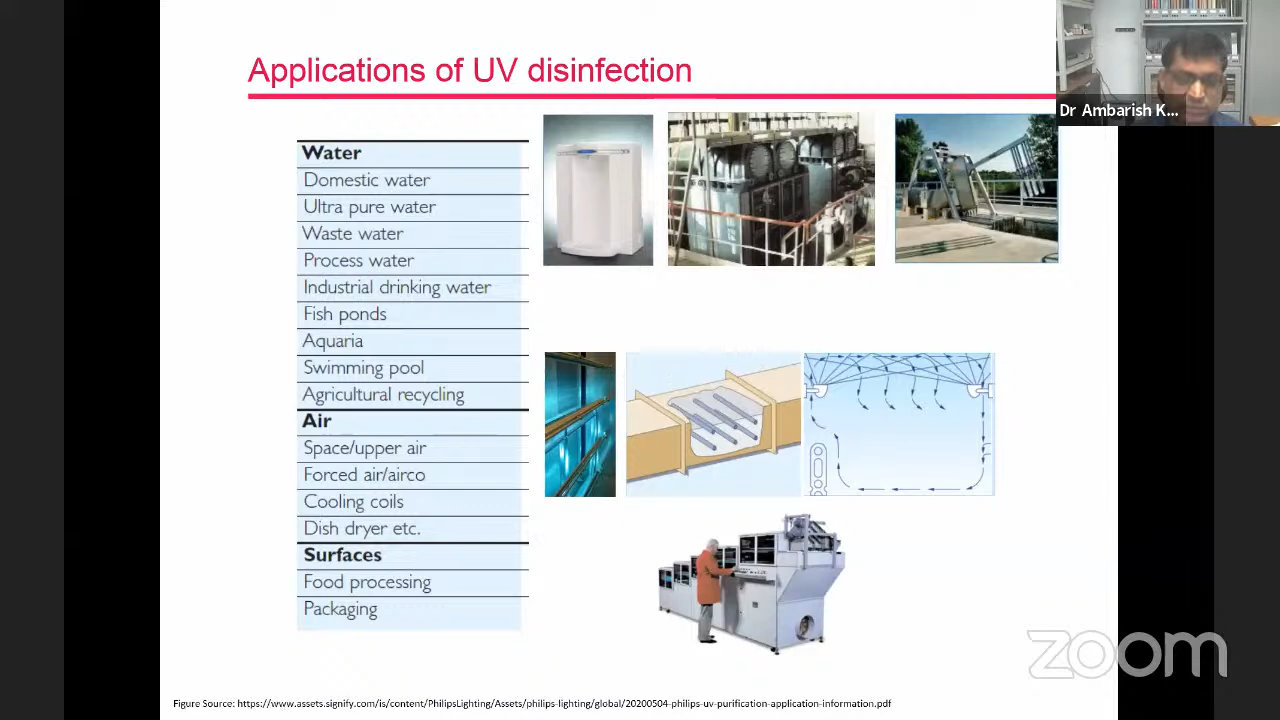 Applications of UV disinfection
Dr Ambarish K...
Water
Domestic water
Ultra pure water
Waste water
Process water
Industrial drinking water
Fish ponds
Aquaria
Swimming pool
Agricultural recycling
Air
Space/upper air
Forced air/airco
Cooling coils
Dish dryer etc.
Surfaces
Food processing
Packaging
zoom
Figure Source: https://www.assets.signify.com/is/content/PhilipsLighting/Assets/philips-lighting/global/20200504-philips-uv-purification-application-information.pdf